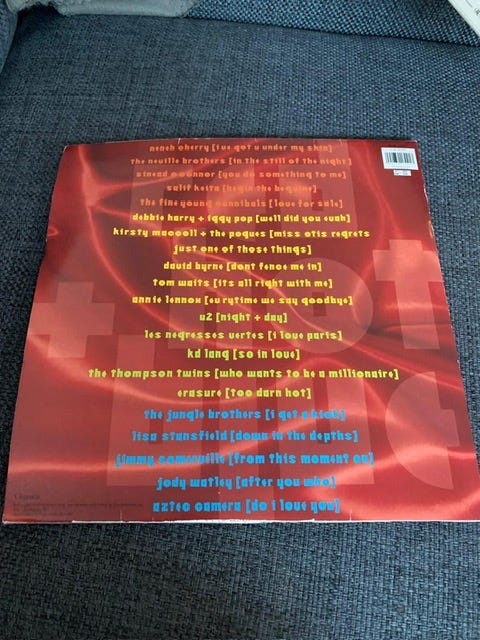 neneh cherry [i've got u under my skin]
the neville brothers [in the still of the night]
sinead o'connor [you do something to me]
salif keita [begin the beguine]
the fine young cannibals [love for sale]
debbie harry + iggy pop [well did you evah]
kirsty maccoll + the pogues [miss otis regrets
just one of those things]
david byrne [dont fence me in]
tom waits [its all right with me]
annie lennox [ev'rytime we say goodbye]
u2 [night + day]
les negresses vertes [i love paris]
kd lang [so in love]
the thompson twins [who wants to be a millionaire]
erasure [too darn hot]
the jungle brothers [i get a kick]
lisa stansfield [down in the depths]
jimmy somerville [from this moment on]
jody watley [after you who]
aztec camera [do i love you]
Chrysalis